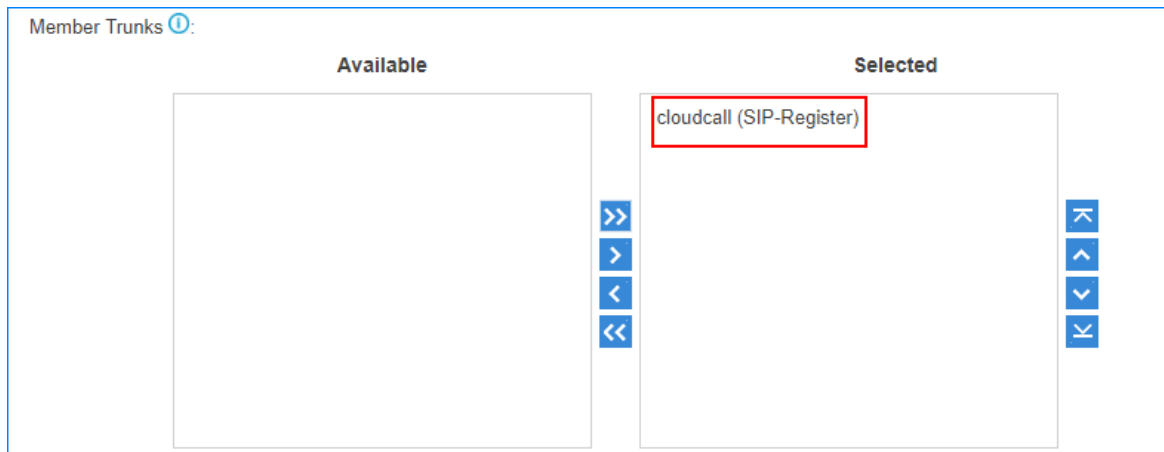 Member Trunks ⓘ:
Available
Selected
cloudcall (SIP-Register)